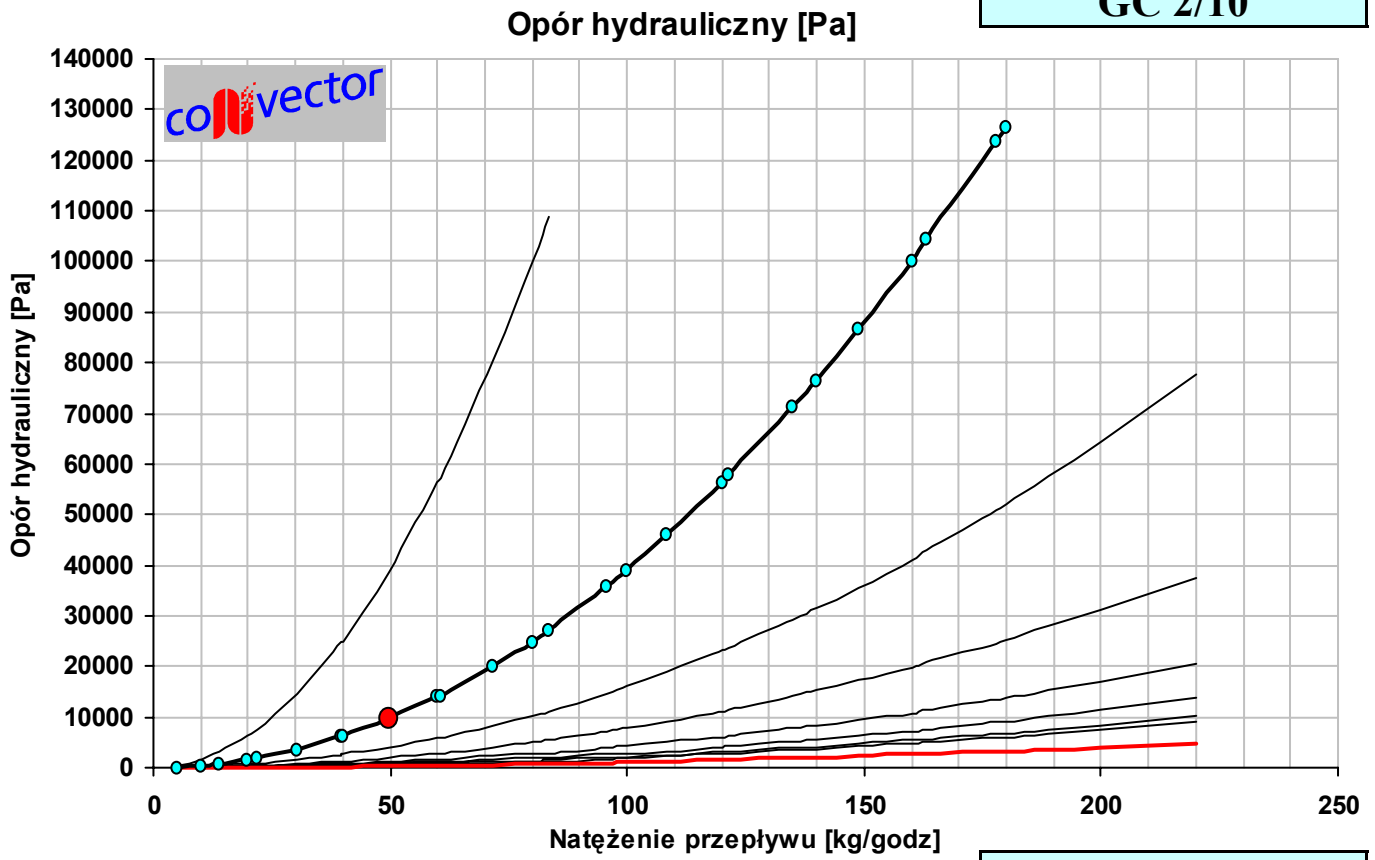 GC 2/10
Opór hydrauliczny [Pa]
convector
140000
130000
120000
110000
100000
90000
80000
70000
60000
50000
40000
30000
20000
10000
0
Opór hydrauliczny [Pa]
0 50 100 150 200 250
Natężenie przepływu [kg/godz]